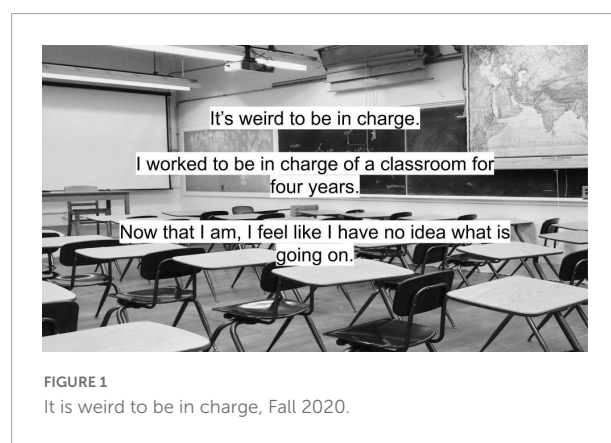 It's weird to be in charge.
I worked to be in charge of a classroom for
four years.
Now that I am, I feel like I have no idea what is
going on.
FIGURE 1
It is weird to be in charge, Fall 2020.